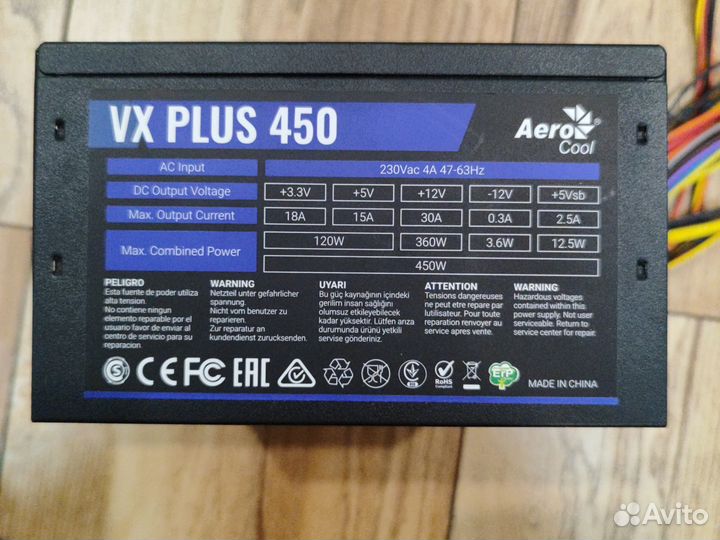 VX PLUS 450
Aero
Cool
AC Input 230Vac 4A 47-63Hz
DC Output Voltage +3.3V +5V +12V -12V +5Vsb
Max. Output Current 18A 15A 30A 0.3A 2.5A
Max. Combined Power 120W 360W 3.6W 12.5W
450W
PELIGRO
Esta fuente de poder utiliza
alta tension.
No contiene ningun
elemento reparable por el
usuario favor de enviar al
centro de servicio para su
reparacion.
WARNING
Netzteil unter gefahrlicher
spannung.
Nicht vom benutzer zu
reparieren.
Zur reparatur an
kundendienst zurucksenden.
UYARI
Bu güç kaynağının içindeki
gerilim insan sağlığını
olumsuz etkileyebilecek
kadar yüksektir. Lütfen arıza
durumunda ürünü yetkili
servise gönderiniz.
ATTENTION
Tensions dangereuses
ne peut etre repare par
lutilisateur. Pour toute
reparation renvoyer au
service apres vente.
WARNING
Hazardous voltages
contained within this
power supply. Not user
serviceable. Return to
service center for repair.
S CE FC EAC RoHS
Compliant ErP MADE IN CHINA
Avito